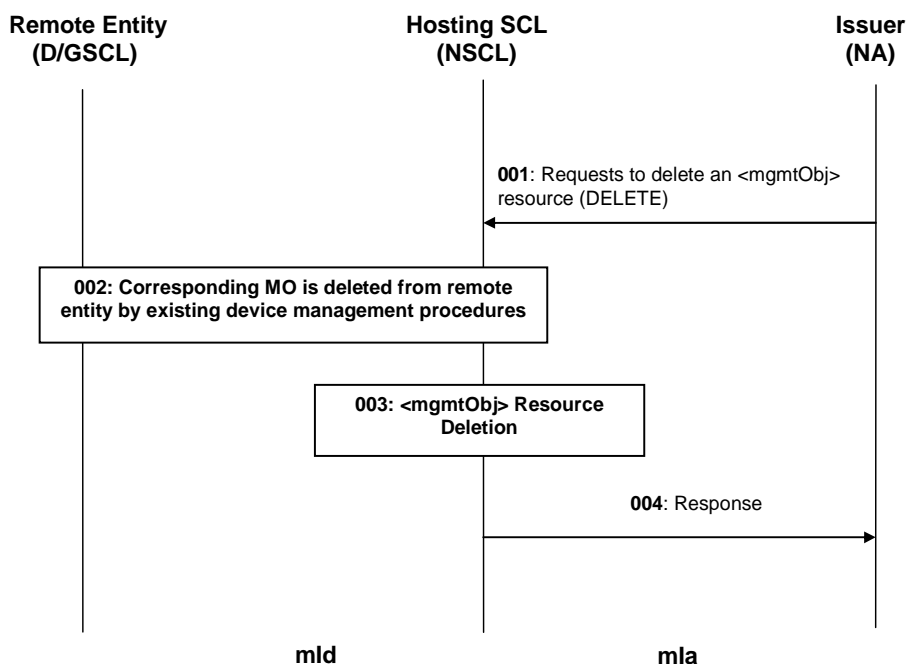 Remote Entity
(D/GSCL)
Hosting SCL
(NSCL)
Issuer
(NA)
001: Requests to delete an <mgmtObj>
resource (DELETE)
002: Corresponding MO is deleted from remote
entity by existing device management procedures
003: <mgmtObj> Resource
Deletion
004: Response
mId
mIa